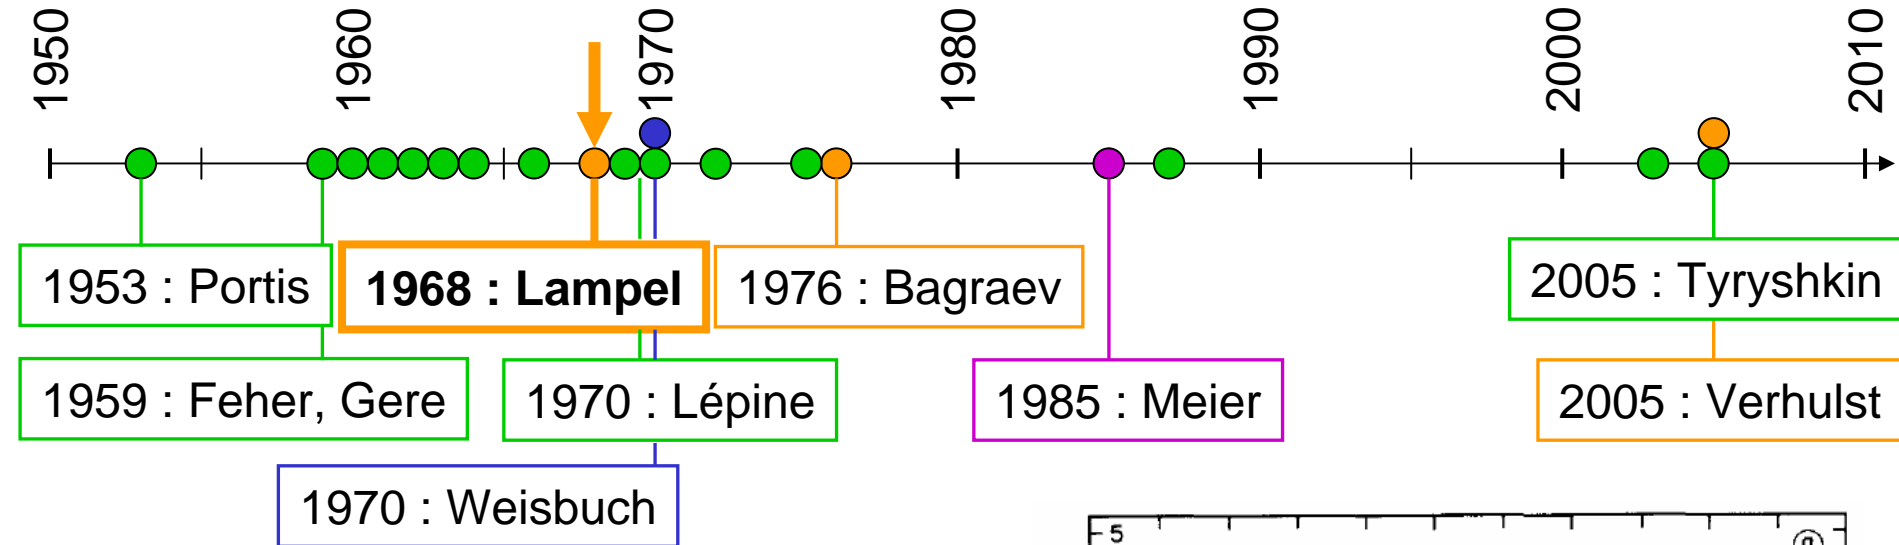 1950
1960
1970
1980
1990
2000
2010
1953 : Portis
1968 : Lampel
1976 : Bagraev
2005 : Tyryshkin
1959 : Feher, Gere
1970 : Lépine
1985 : Meier
2005 : Verhulst
1970 : Weisbuch
5